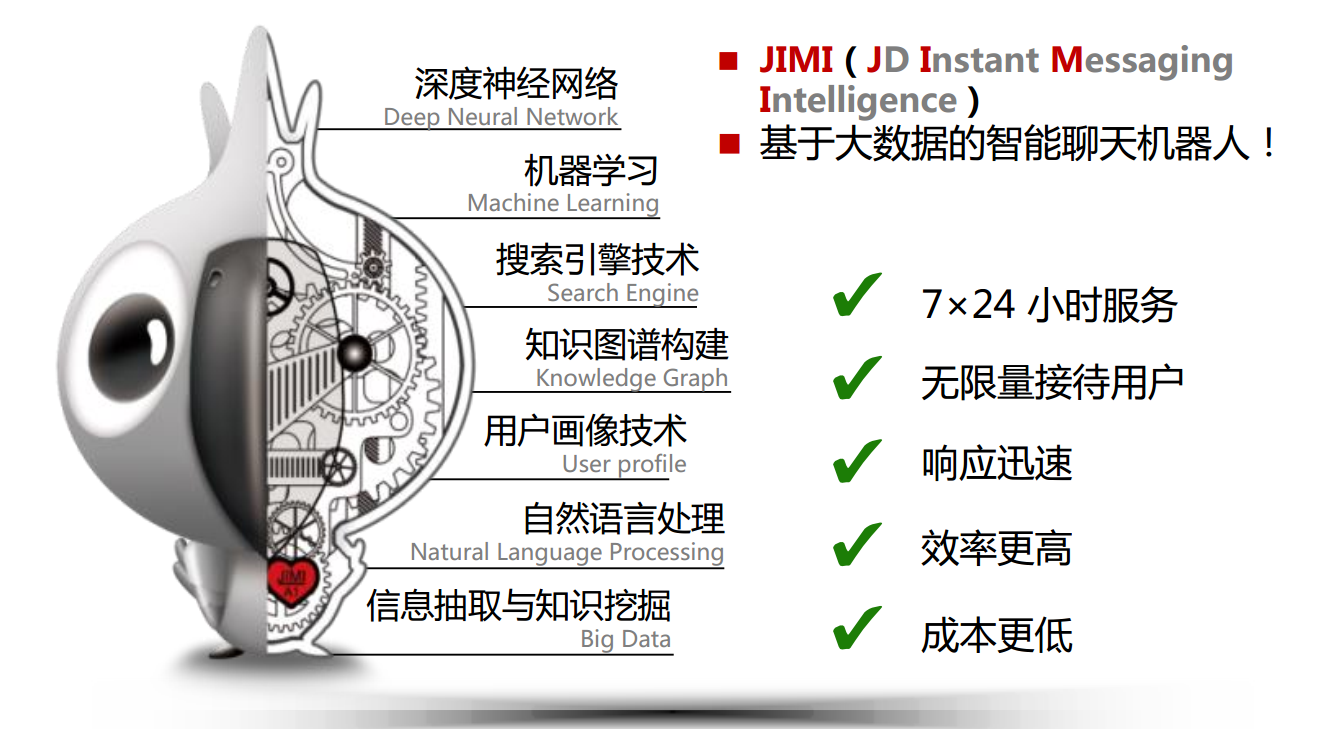 深度神经网络
Deep Neural Network
机器学习
Machine Learning
搜索引擎技术
Search Engine
知识图谱构建
Knowledge Graph
用户画像技术
User profile
自然语言处理
Natural Language Processing
信息抽取与知识挖掘
Big Data
JIMI
A1
JIMI ( JD Instant Messaging
Intelligence )
基于大数据的智能聊天机器人！
7×24 小时服务
无限量接待用户
响应迅速
效率更高
成本更低